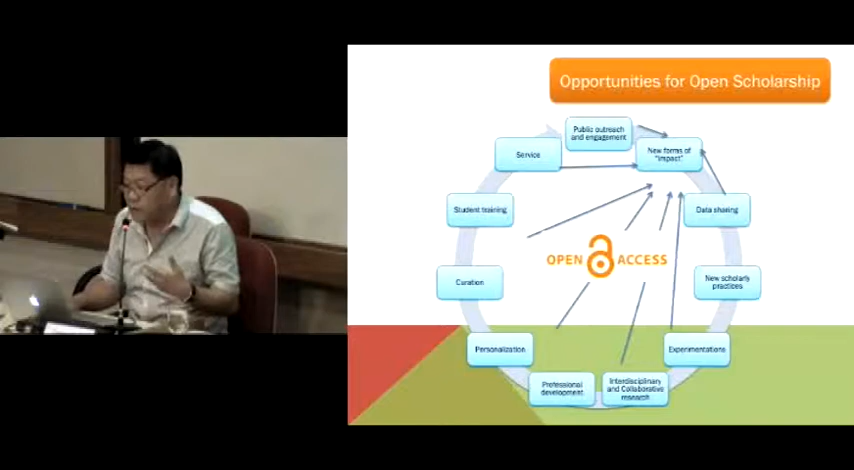 Opportunities for Open Scholarship
Public outreach
and engagement
New forms of
"impact"
Service
Student training
Data sharing
OPEN ACCESS
Curation
New scholarly
practices
Personalization
Experimentations
Professional
development
Interdisciplinary
and Collaborative
research